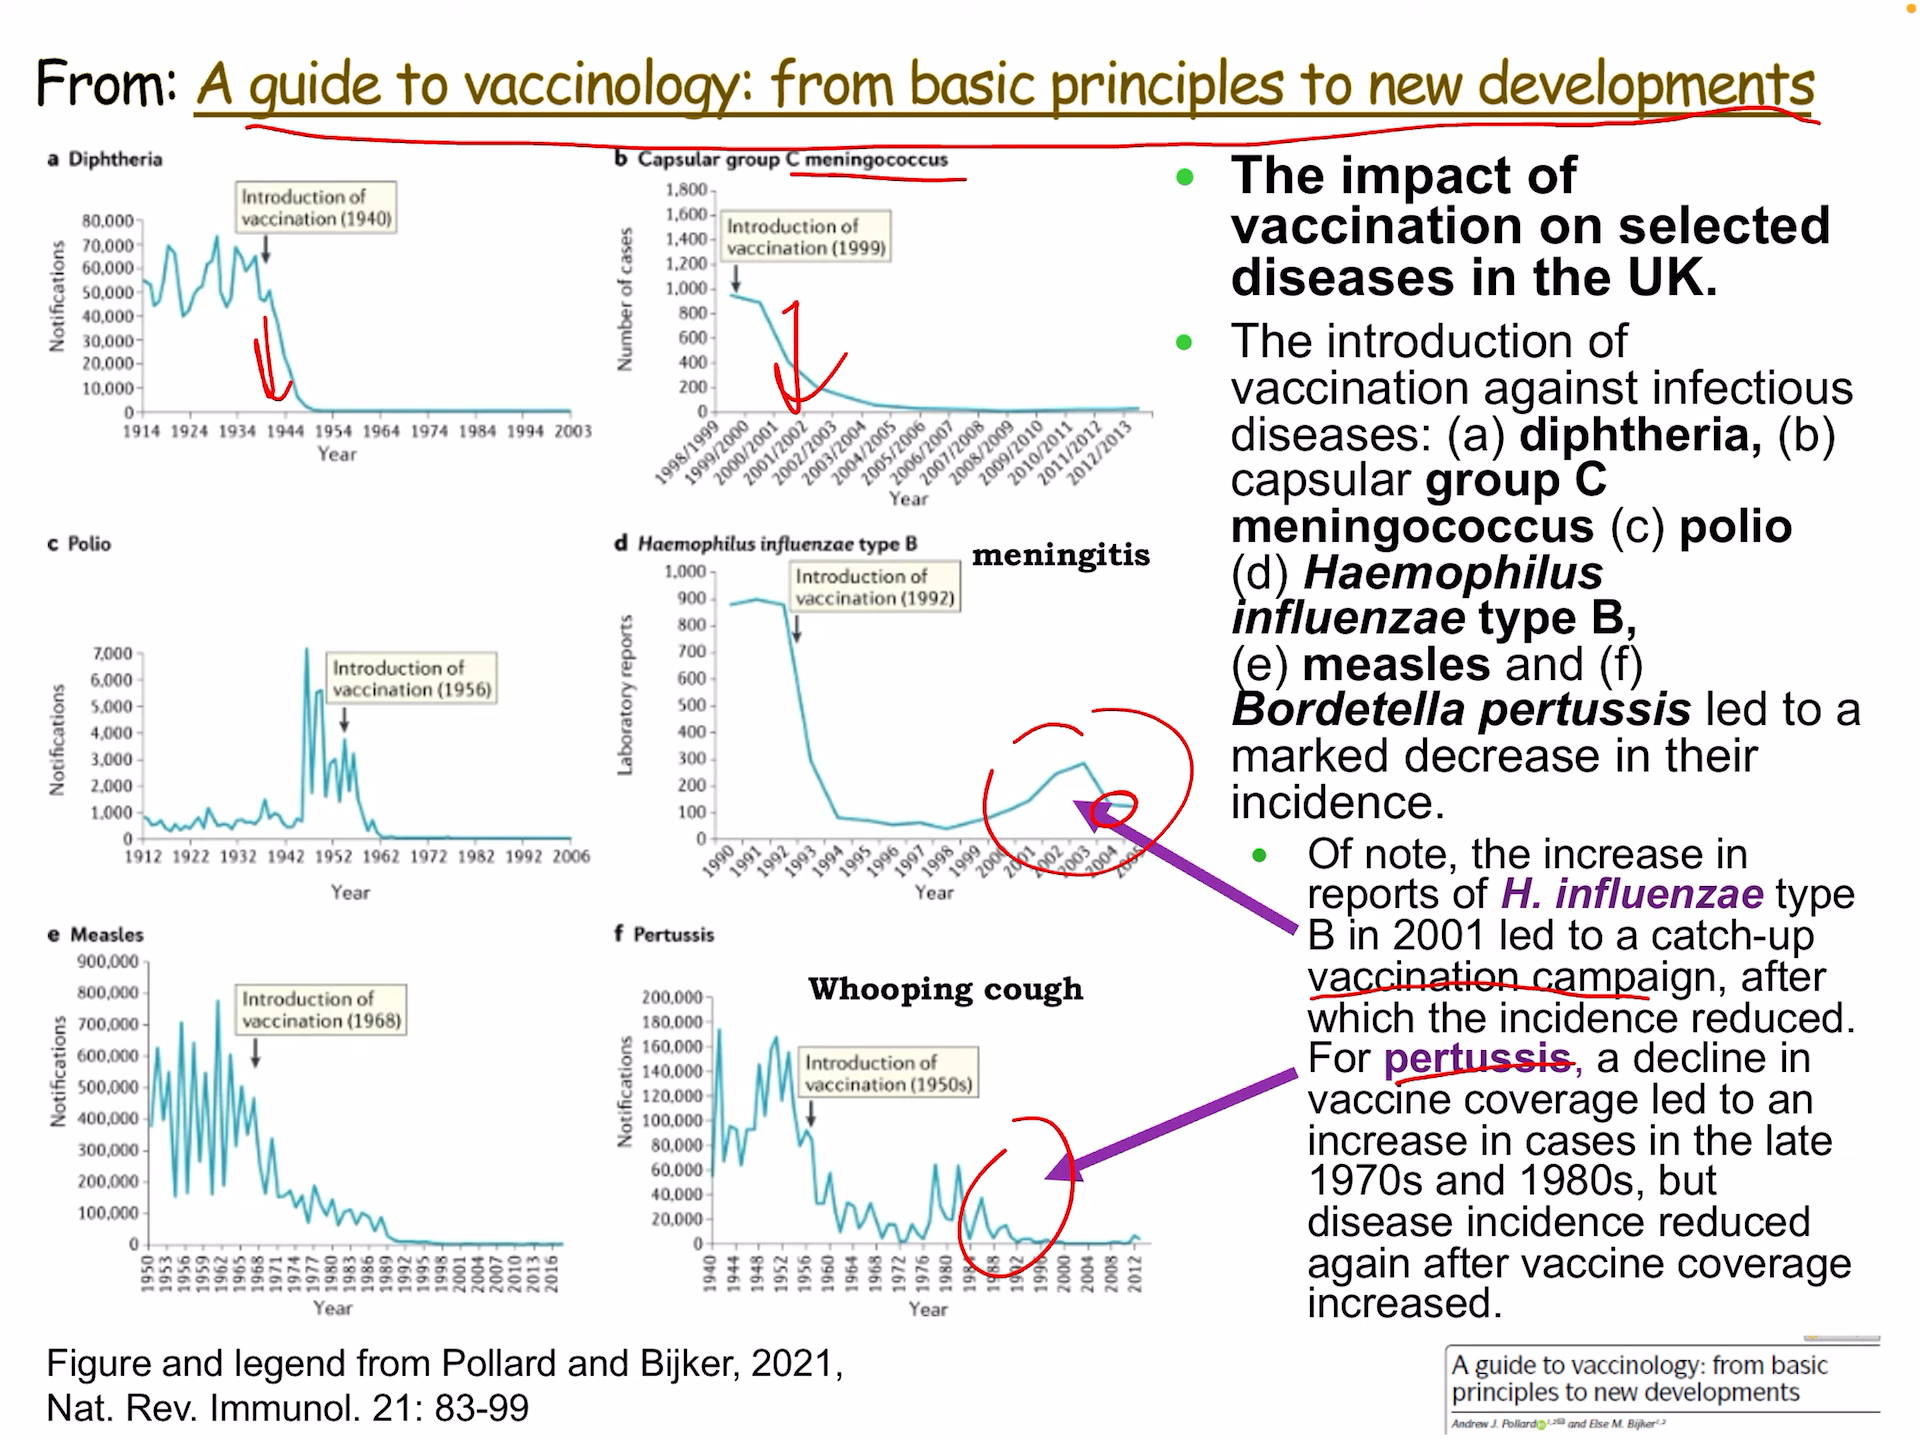 From: A guide to vaccinology: from basic principles to new developments
a Diphtheria
Introduction of
vaccination (1940)
Notifications
80,000
70,000
60,000
50,000
40,000
30,000
20,000
10,000
0
1914 1924 1934 1944 1954 1964 1974 1984 1994 2003
Year
b Capsular group C meningococcus
Introduction of
vaccination (1999)
Number of cases
1,800
1,600
1,400
1,200
1,000
800
600
400
200
0
1998/1999 1999/2000 2000/2001 2001/2002 2002/2003 2003/2004 2004/2005 2005/2006 2006/2007 2007/2008 2008/2009 2009/2010 2010/2011 2011/2012 2012/2013
Year
c Polio
Introduction of
vaccination (1956)
Notifications
7,000
6,000
5,000
4,000
3,000
2,000
1,000
0
1912 1922 1932 1942 1952 1962 1972 1982 1992 2006
Year
d Haemophilus influenzae type B
meningitis
Introduction of
vaccination (1992)
Laboratory reports
1,000
900
800
700
600
500
400
300
200
100
0
1990 1991 1992 1993 1994 1995 1996 1997 1998 1999 2000 2001 2002 2003 2004 2005
Year
e Measles
Introduction of
vaccination (1968)
Notifications
900,000
800,000
700,000
600,000
500,000
400,000
300,000
200,000
100,000
0
1950 1953 1956 1959 1962 1965 1968 1971 1974 1977 1980 1983 1986 1989 1992 1995 1998 2001 2004 2007 2010 2013 2016
Year
f Pertussis
Whooping cough
Introduction of
vaccination (1950s)
Notifications
200,000
180,000
160,000
140,000
120,000
100,000
80,000
60,000
40,000
20,000
0
1940 1944 1948 1952 1956 1960 1964 1968 1972 1976 1980 1984 1988 1992 1996 2000 2004 2008 2012
Year
• The impact of
vaccination on selected
diseases in the UK.
• The introduction of
vaccination against infectious
diseases: (a) diphtheria, (b)
capsular group C
meningococcus (c) polio
(d) Haemophilus
influenzae type B,
(e) measles and (f)
Bordetella pertussis led to a
marked decrease in their
incidence.
• Of note, the increase in
reports of H. influenzae type
B in 2001 led to a catch-up
vaccination campaign, after
which the incidence reduced.
For pertussis, a decline in
vaccine coverage led to an
increase in cases in the late
1970s and 1980s, but
disease incidence reduced
again after vaccine coverage
increased.
Figure and legend from Pollard and Bijker, 2021,
Nat. Rev. Immunol. 21: 83-99
A guide to vaccinology: from basic
principles to new developments
Andrew J. Pollard and Else M. Bijker